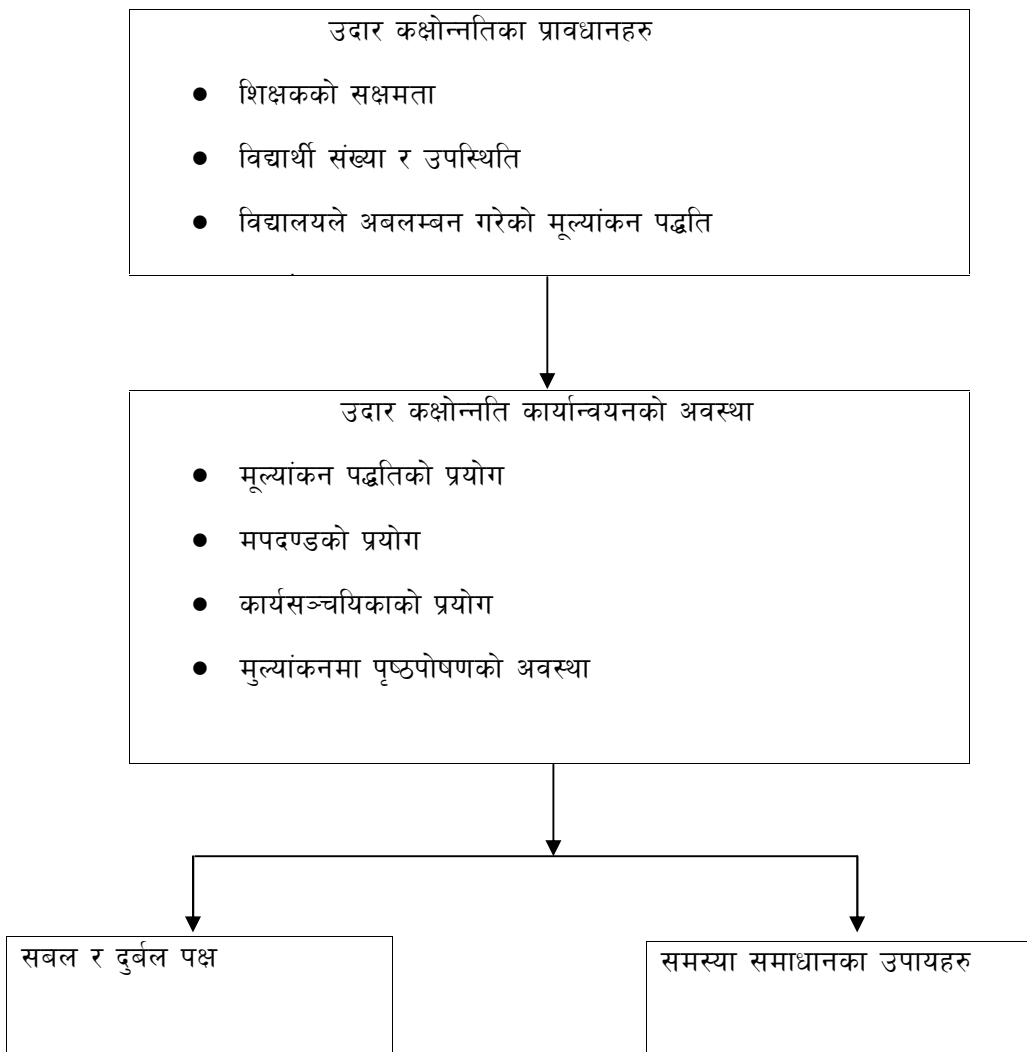 उदार कक्षोन्नतिका प्रावधानहरु
● शिक्षकको सक्षमता
● विद्यार्थी संख्या र उपस्थिति
● विद्यालयले अबलम्बन गरेको मूल्यांकन पद्धति
उदार कक्षोन्नति कार्यान्वयनको अवस्था
● मूल्यांकन पद्धतिको प्रयोग
● मपदण्डको प्रयोग
● कार्यसञ्चयिकाको प्रयोग
● मुल्यांकनमा पृष्ठपोषणको अवस्था
सबल र दुर्बल पक्ष
समस्या समाधानका उपायहरु